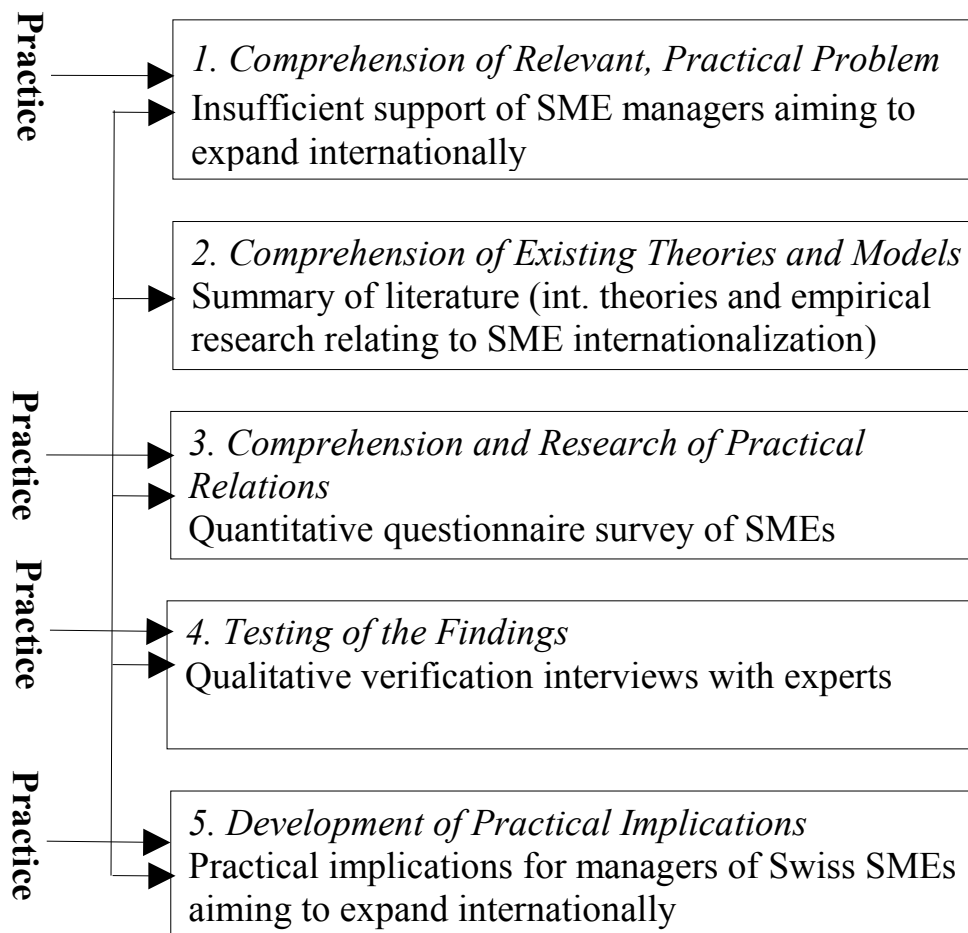 Practice
1. Comprehension of Relevant, Practical Problem
Insufficient support of SME managers aiming to
expand internationally
2. Comprehension of Existing Theories and Models
Summary of literature (int. theories and empirical
research relating to SME internationalization)
Practice
3. Comprehension and Research of Practical
Relations
Quantitative questionnaire survey of SMEs
Practice
4. Testing of the Findings
Qualitative verification interviews with experts
Practice
5. Development of Practical Implications
Practical implications for managers of Swiss SMEs
aiming to expand internationally